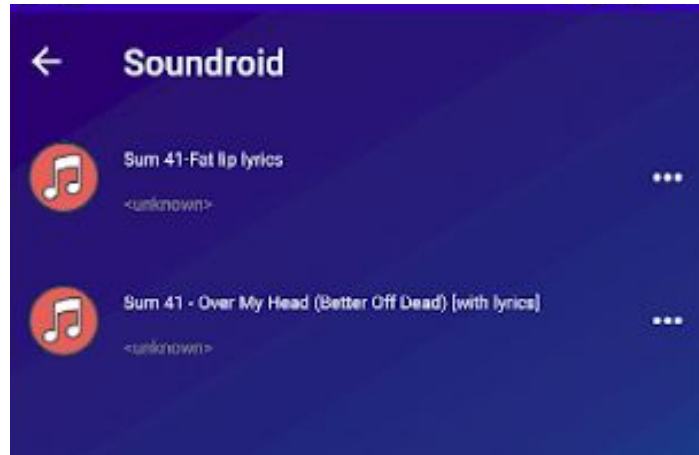 Soundroid
Sum 41-Fat lip lyrics
<unknown>
Sum 41 - Over My Head (Better Off Dead) [with lyrics]
<unknown>